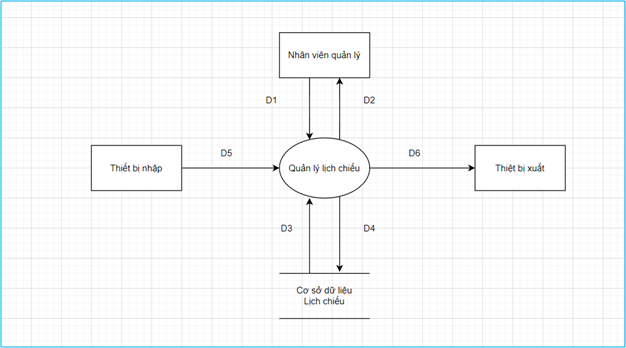 Nhân viên quản lý
D1
D2
Thiết bị nhập
D5
Quản lý lịch chiếu
D6
Thiệt bị xuất
D3
D4
Cơ sở dữ liệu
Lịch chiếu